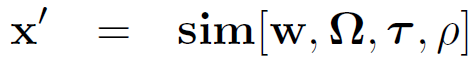 x′ = sim[w, Ω, τ, ρ]